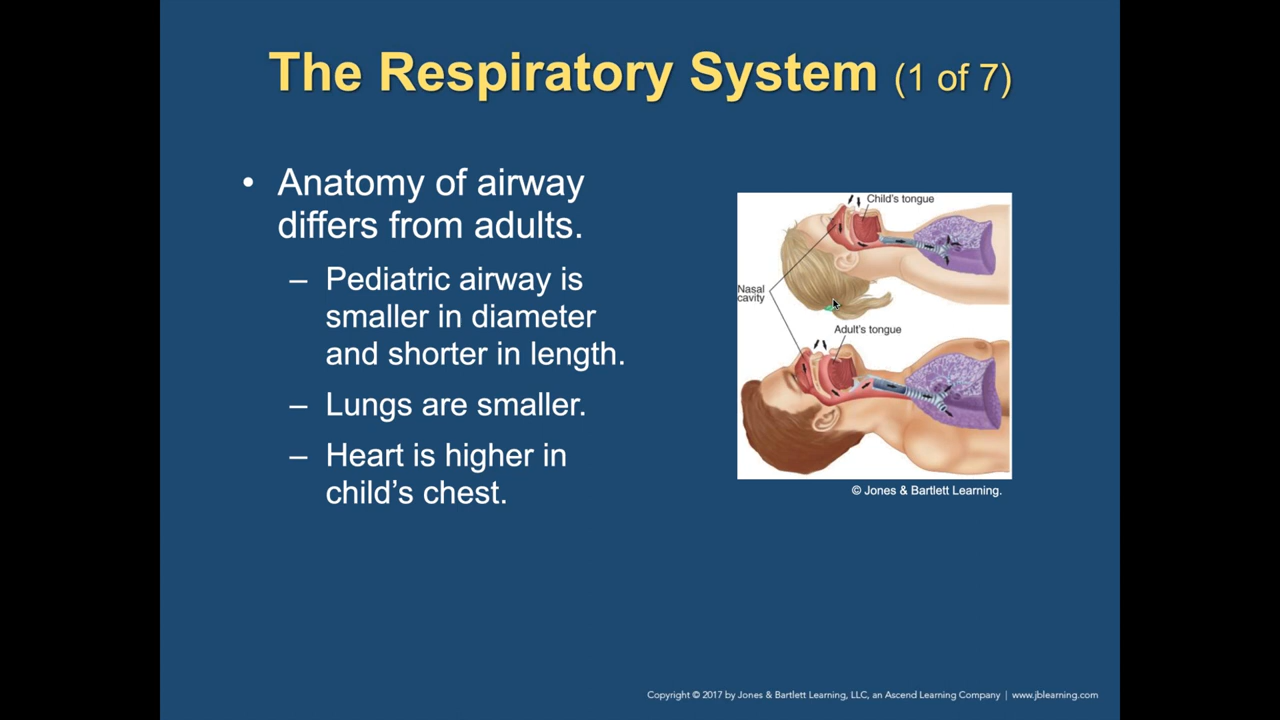 The Respiratory System (1 of 7)
• Anatomy of airway
differs from adults.
– Pediatric airway is
smaller in diameter
and shorter in length.
– Lungs are smaller.
– Heart is higher in
child’s chest.
Child’s tongue
Nasal
cavity
Adult’s tongue
© Jones & Bartlett Learning.
Copyright © 2017 by Jones & Bartlett Learning, LLC, an Ascend Learning Company | www.jblearning.com